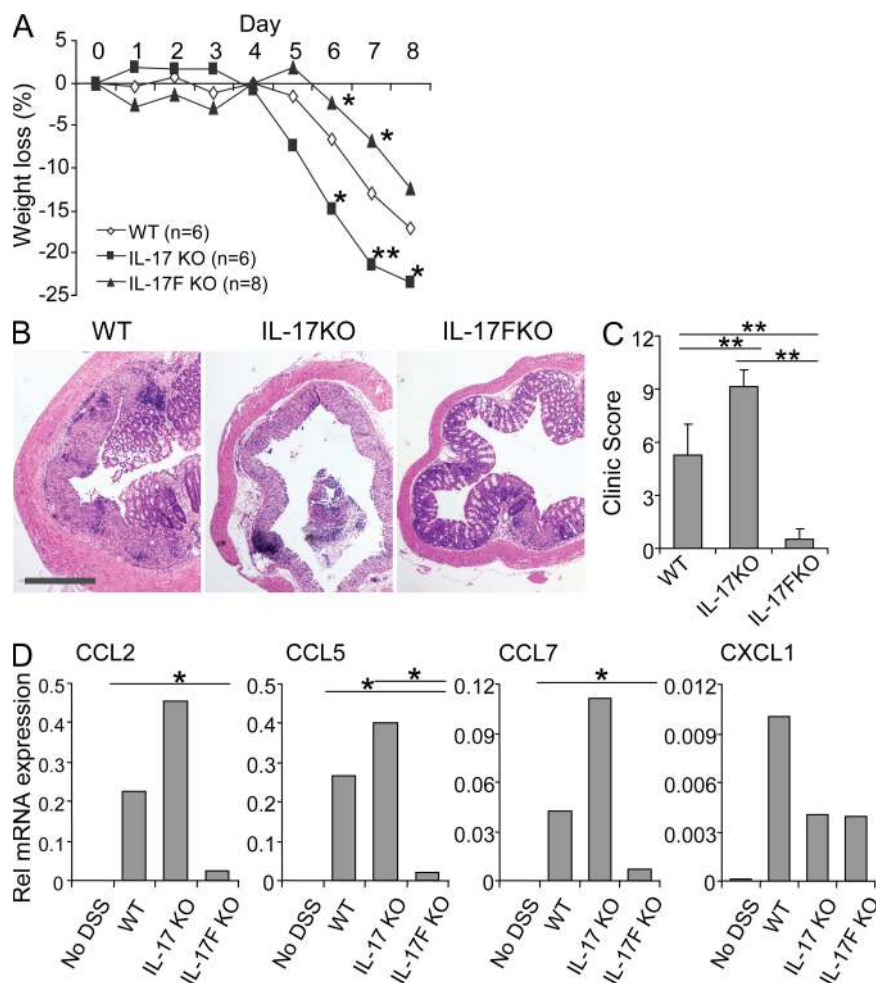 A
Day
0 1 2 3 4 5 6 7 8
5
0
-5
-10
-15
-20
-25
Weight loss (%)
*
*
*
**
*
WT (n=6)
IL-17 KO (n=6)
IL-17F KO (n=8)
B
WT
IL-17KO
IL-17FKO
C
**
**
**
12
9
6
3
0
Clinic Score
WT
IL-17KO
IL-17FKO
D
Rel mRNA expression
CCL2
*
0.5
0.4
0.3
0.2
0.1
0
No DSS
WT
IL-17 KO
IL-17F KO
CCL5
*
*
0.5
0.4
0.3
0.2
0.1
0
No DSS
WT
IL-17 KO
IL-17F KO
CCL7
*
0.12
0.09
0.06
0.03
0
No DSS
WT
IL-17 KO
IL-17F KO
CXCL1
0.012
0.009
0.006
0.003
0
No DSS
WT
IL-17 KO
IL-17F KO